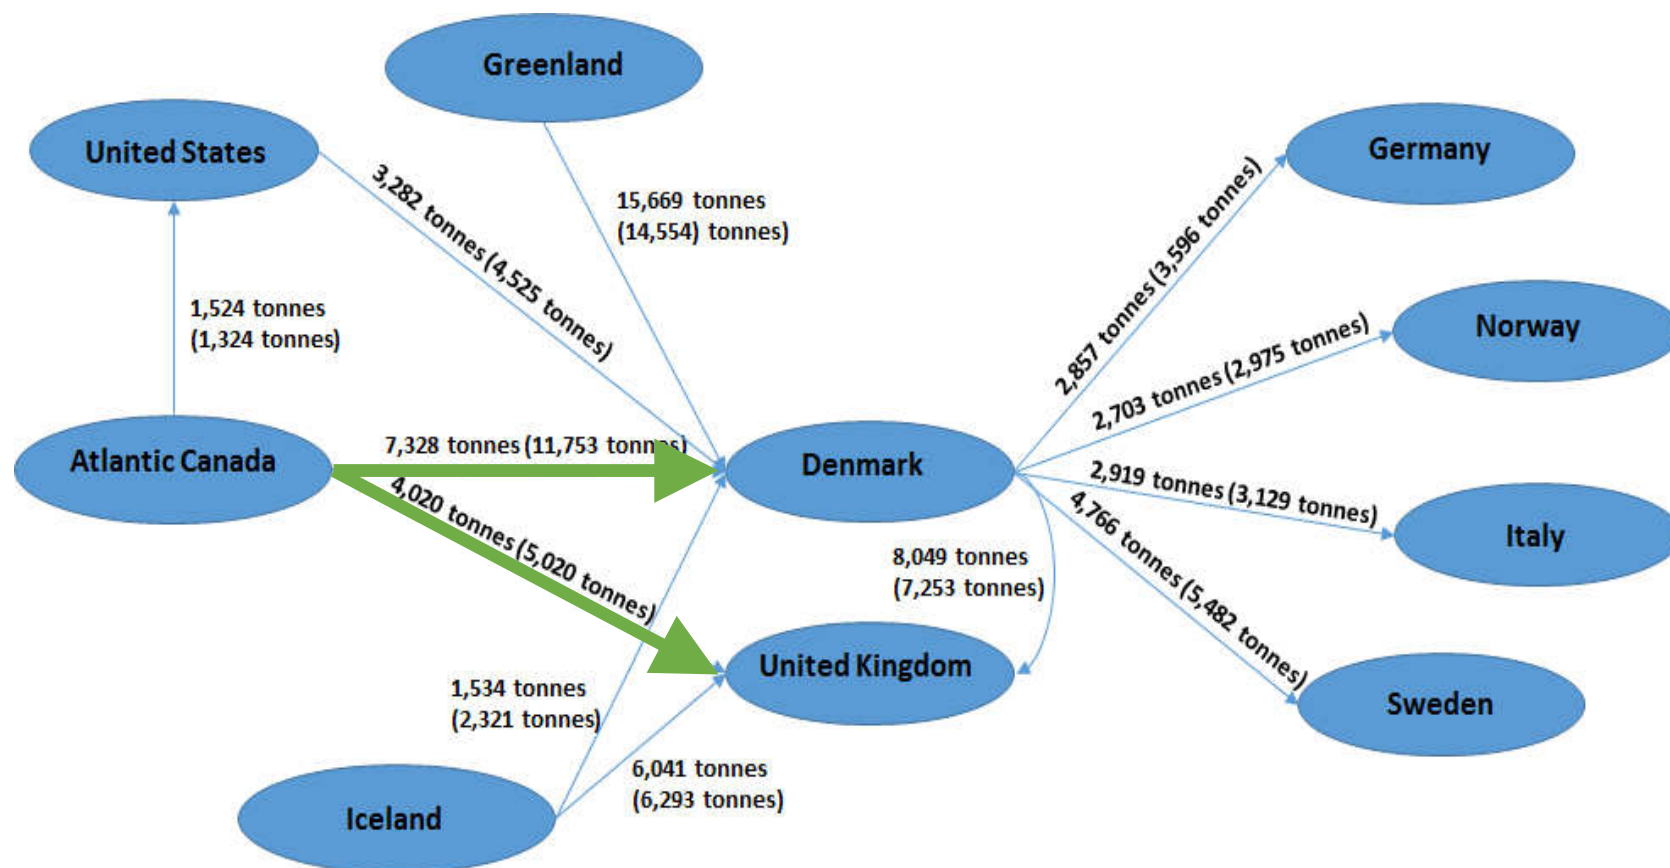 Greenland
United States
Germany
3,282 tonnes (4,525 tonnes)
15,669 tonnes
(14,554) tonnes)
2,857 tonnes (3,596 tonnes)
1,524 tonnes
(1,324 tonnes)
Norway
2,703 tonnes (2,975 tonnes)
Atlantic Canada
7,328 tonnes (11,753 tonnes)
Denmark
2,919 tonnes (3,129 tonnes)
4,020 tonnes (5,020 tonnes)
4,766 tonnes (5,482 tonnes)
Italy
8,049 tonnes
(7,253 tonnes)
United Kingdom
1,534 tonnes
(2,321 tonnes)
Sweden
6,041 tonnes
(6,293 tonnes)
Iceland